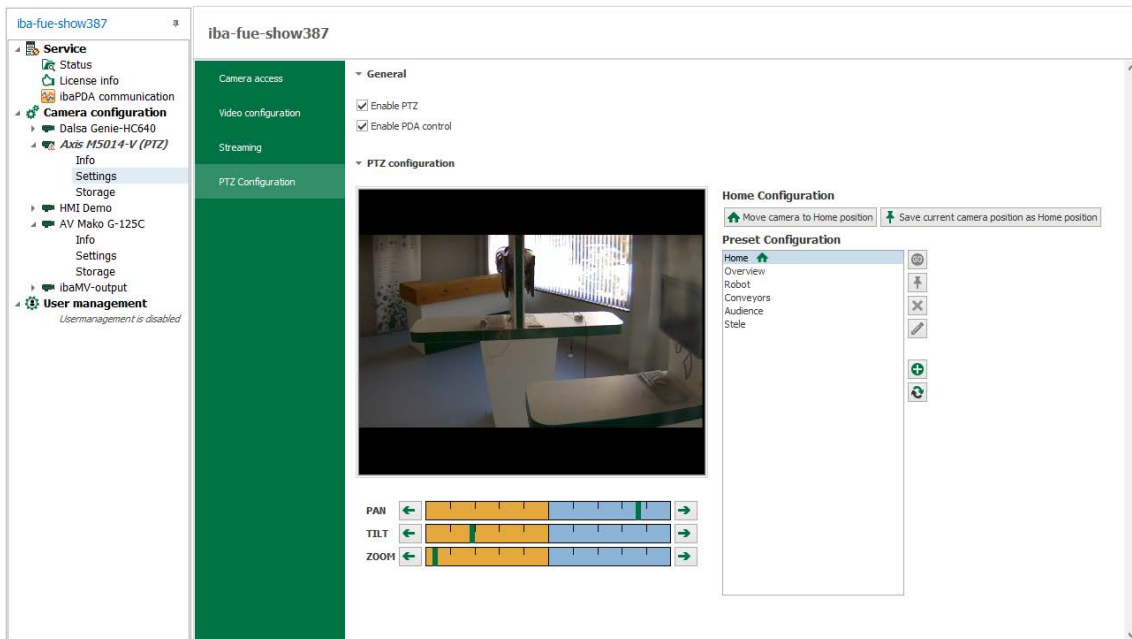 iba-fue-show387
Service
Status
License info
ibaPDA communication
Camera configuration
Dalsa Genie-HC640
Axis M5014-V (PTZ)
Info
Settings
Storage
HMI Demo
AV Mako G-125C
Info
Settings
Storage
ibaMV-output
User management
Usermanagement is disabled
iba-fue-show387
Camera access
Video configuration
Streaming
PTZ Configuration
General
Enable PTZ
Enable PDA control
PTZ configuration
PAN
TILT
ZOOM
Home Configuration
Move camera to Home position
Save current camera position as Home position
Preset Configuration
Home
Overview
Robot
Conveyors
Audience
Stele
GO